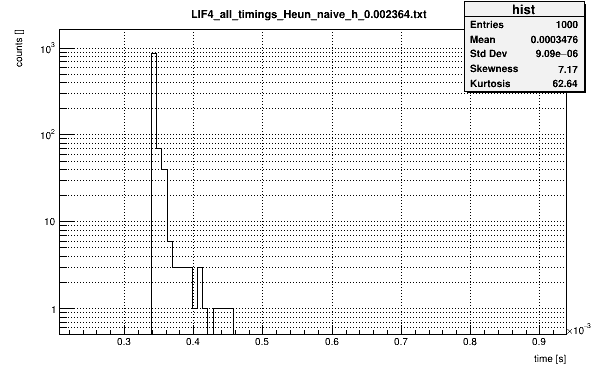 LIF4_all_timings_Heun_naive_h_0.002364.txt
hist
Entries 1000
Mean 0.0003476
Std Dev 9.09e−06
Skewness 7.17
Kurtosis 62.64
counts []
10³
10²
10
1
0.3 0.4 0.5 0.6 0.7 0.8 0.9
×10⁻³
time [s]